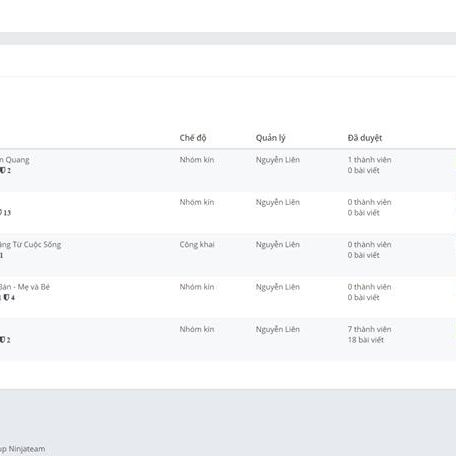 Chế độ Quản lý Đã duyệt
Quang Nhóm kín Nguyễn Liên 1 thành viên
2 0 bài viết
Nhóm kín Nguyễn Liên 0 thành viên
13 0 bài viết
Từ Cuộc Sống Công khai Nguyễn Liên 0 thành viên
1 0 bài viết
Bán - Mẹ và Bé Nhóm kín Nguyễn Liên 0 thành viên
4 0 bài viết
Nhóm kín Nguyễn Liên 7 thành viên
2 18 bài viết
Ninjateam